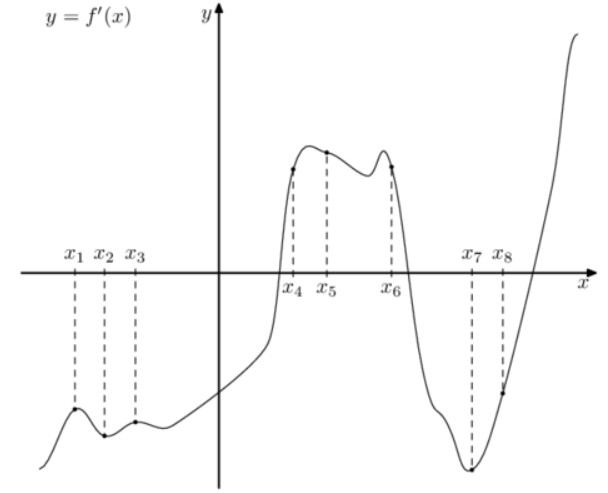 y = f′(x)
y
x₁ x₂ x₃
x₇ x₈
x₄ x₅ x₆
x